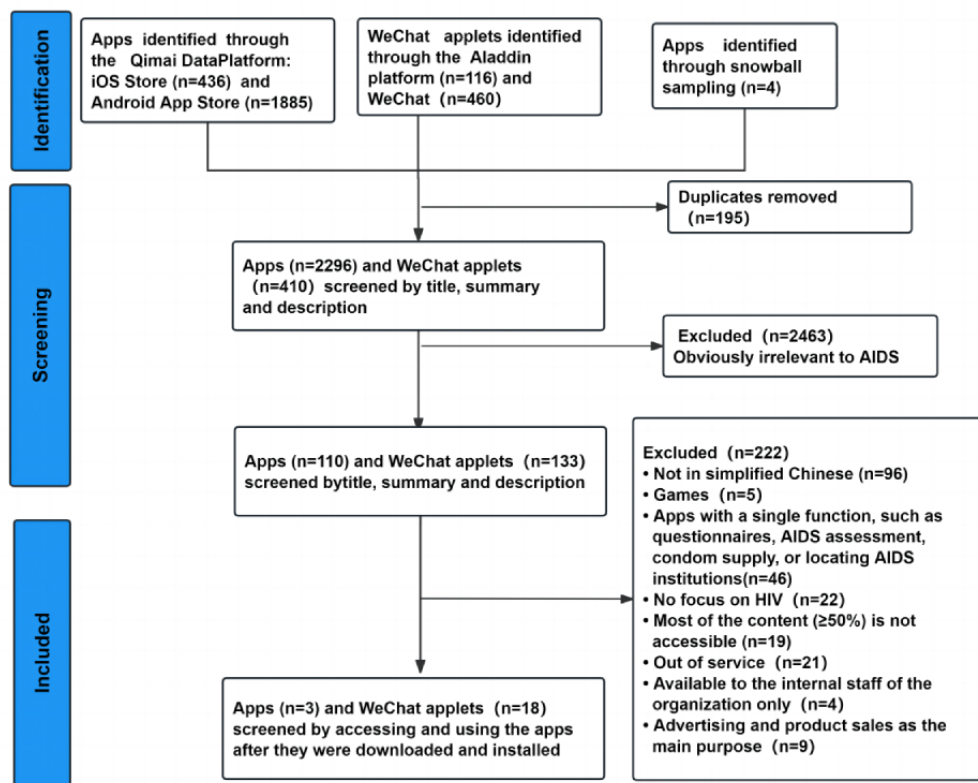 Identification
Apps identified through
the Qimai DataPlatform:
iOS Store (n=436) and
Android App Store (n=1885)
WeChat applets identified
through the Aladdin
platform (n=116) and
WeChat (n=460)
Apps identified
through snowball
sampling (n=4)
Screening
Duplicates removed
（n=195)
Apps (n=2296) and WeChat applets
（n=410）screened by title, summary
and description
Excluded（n=2463)
Obviously irrelevant to AIDS
Apps (n=110) and WeChat applets（n=133)
screened bytitle, summary and description
Excluded（n=222)
• Not in simplified Chinese (n=96)
• Games（n=5)
• Apps with a single function, such as
questionnaires, AIDS assessment,
condom supply, or locating AIDS
institutions(n=46)
• No focus on HIV（n=22)
• Most of the content (≥50%) is not
accessible (n=19)
• Out of service（n=21)
• Available to the internal staff of the
organization only（n=4)
• Advertising and product sales as the
main purpose（n=9)
Included
Apps (n=3) and WeChat applets（n=18)
screened by accessing and using the apps
after they were downloaded and installed